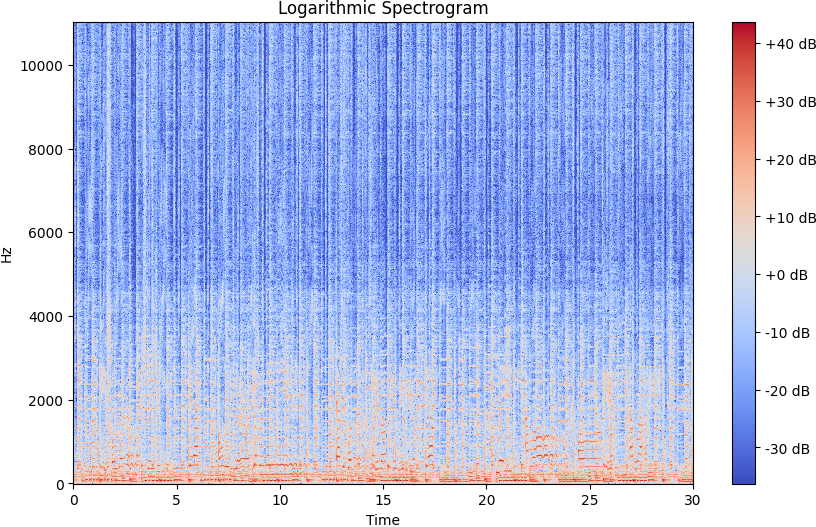 Logarithmic Spectrogram
Hz
10000
8000
6000
4000
2000
0
0 5 10 15 20 25 30
Time
+40 dB
+30 dB
+20 dB
+10 dB
+0 dB
-10 dB
-20 dB
-30 dB